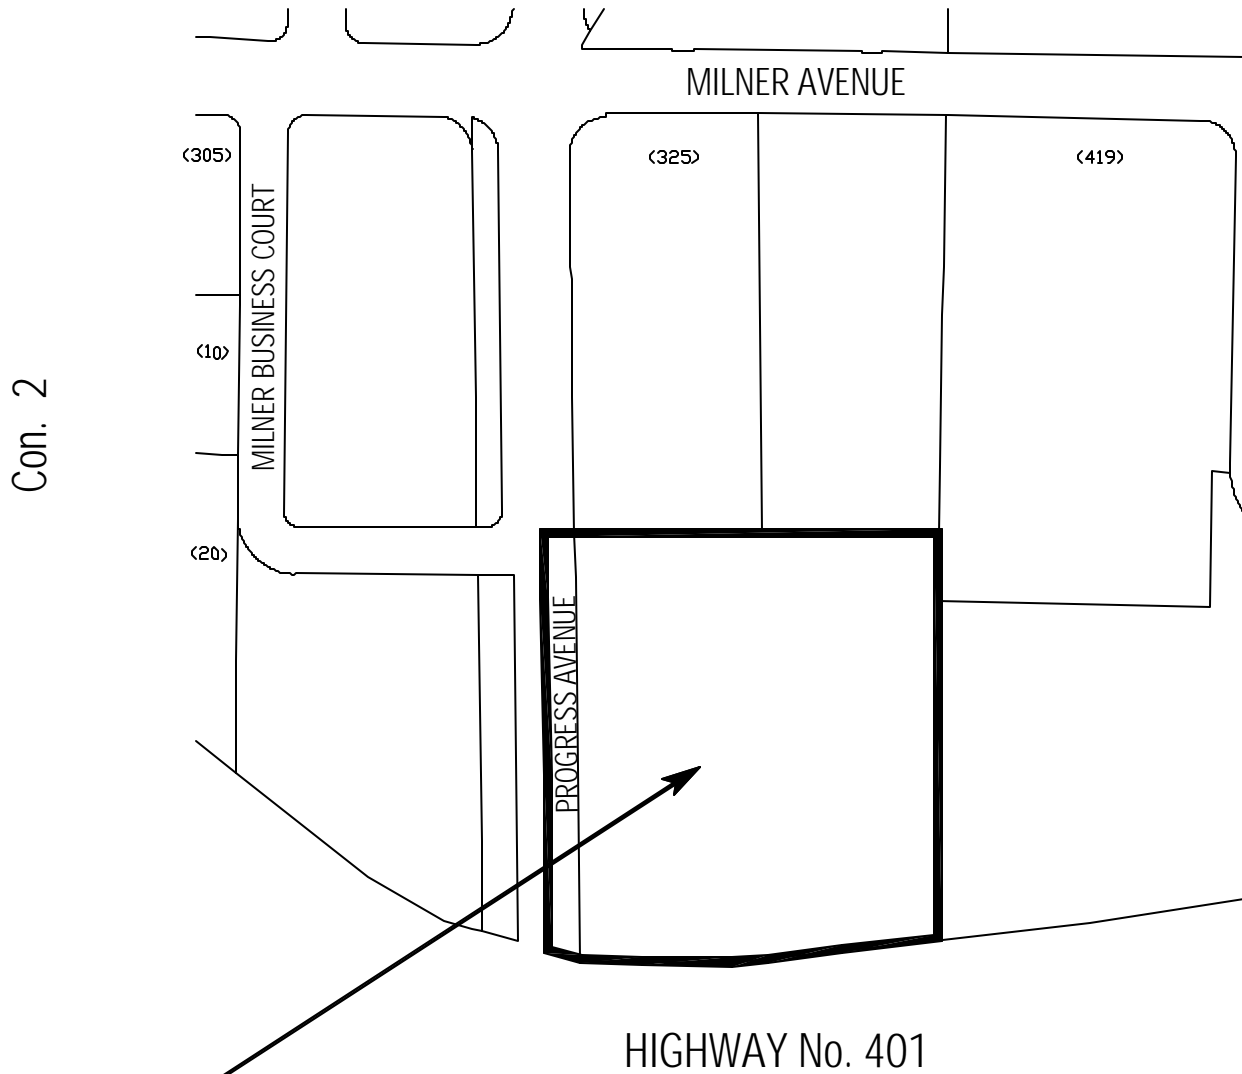 MILNER AVENUE
(305)
(325)
(419)
MILNER BUSINESS COURT
(10)
Con. 2
(20)
PROGRESS AVENUE
HIGHWAY No. 401